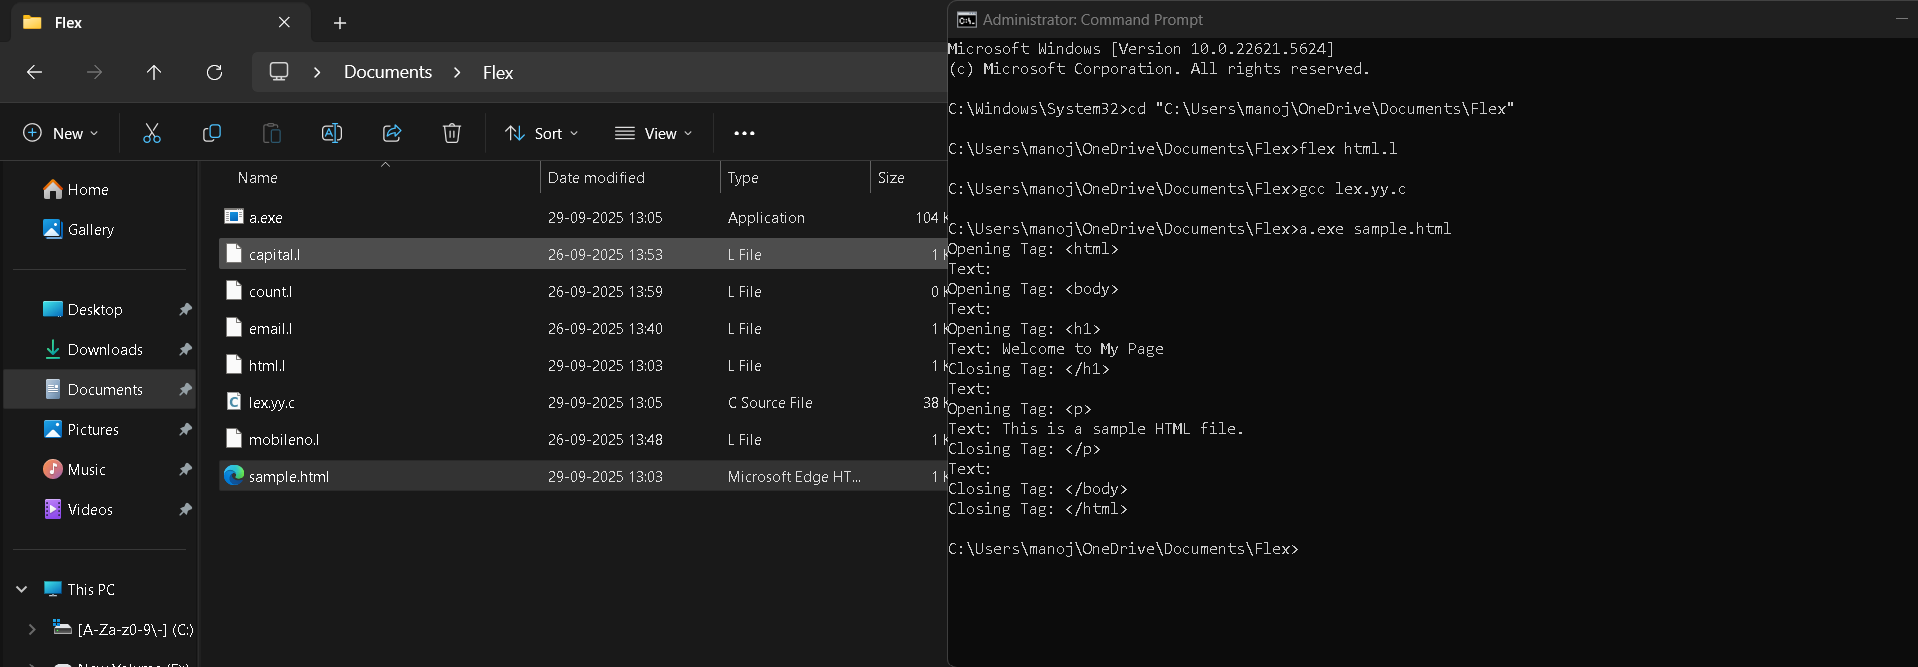 Flex
Documents > Flex
New
Sort
View
Name Date modified Type Size
Home
Gallery
Desktop
Downloads
Documents
Pictures
Music
Videos
This PC
[A-Za-z0-9\-] (C:)
a.exe 29-09-2025 13:05 Application 104 K
capital.l 26-09-2025 13:53 L File 1 K
count.l 26-09-2025 13:59 L File 0 K
email.l 26-09-2025 13:40 L File 1 K
html.l 29-09-2025 13:03 L File 1 K
lex.yy.c 29-09-2025 13:05 C Source File 38 K
mobileno.l 26-09-2025 13:48 L File 1 K
sample.html 29-09-2025 13:03 Microsoft Edge HT... 1 K
Administrator: Command Prompt
Microsoft Windows [Version 10.0.22621.5624]
(c) Microsoft Corporation. All rights reserved.
C:\Windows\System32>cd "C:\Users\manoj\OneDrive\Documents\Flex"
C:\Users\manoj\OneDrive\Documents\Flex>flex html.l
C:\Users\manoj\OneDrive\Documents\Flex>gcc lex.yy.c
C:\Users\manoj\OneDrive\Documents\Flex>a.exe sample.html
Opening Tag: <html>
Text:
Opening Tag: <body>
Text:
Opening Tag: <h1>
Text: Welcome to My Page
Closing Tag: </h1>
Text:
Opening Tag: <p>
Text: This is a sample HTML file.
Closing Tag: </p>
Text:
Closing Tag: </body>
Closing Tag: </html>
C:\Users\manoj\OneDrive\Documents\Flex>